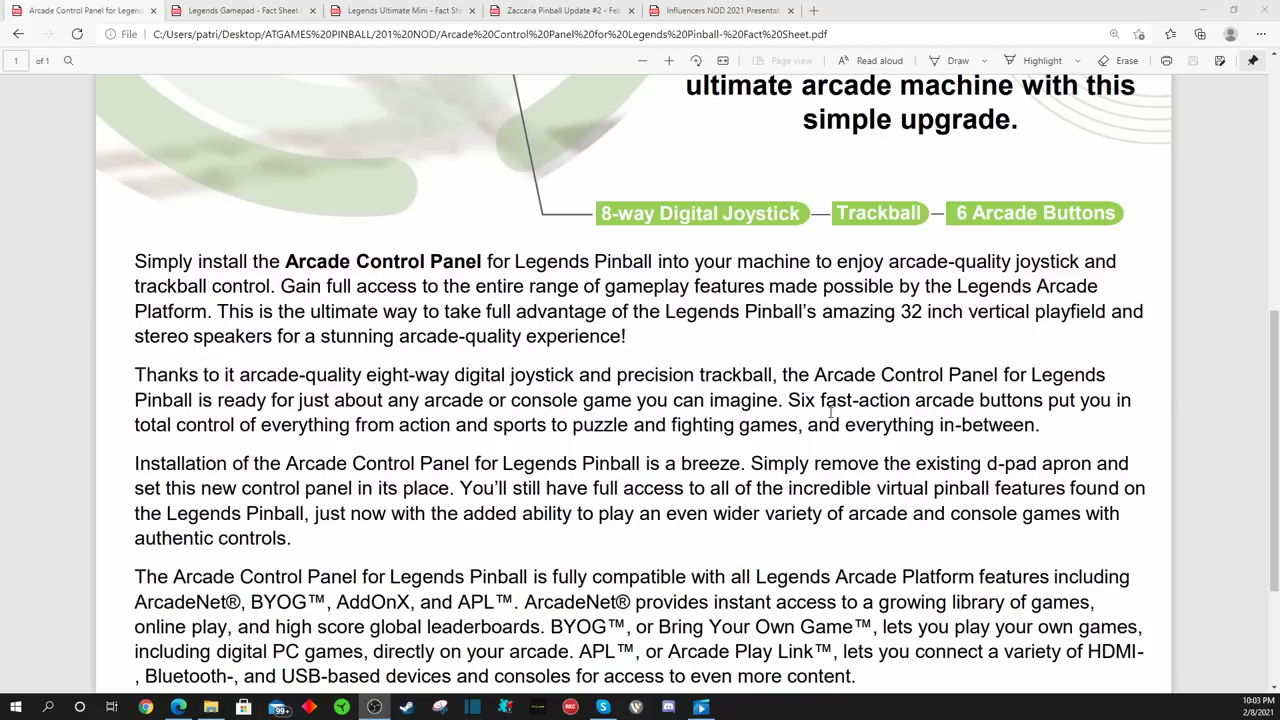 Arcade Control Panel for Legen
Legends Gamepad - Fact Sheet
Legends Ultimate Mini - Fact Sh
Zaccaria Pinball Update #2 - Feb
Influencers NOD 2021 Presentat
File
C:/Users/patri/Desktop/ATGAMES%20PINBALL/201%20NOD/Arcade%20Control%20Panel%20for%20Legends%20Pinball-%20Fact%20Sheet.pdf
1 of 1
Page view
Read aloud
Draw
Highlight
Erase
ultimate arcade machine with this
simple upgrade.
8-way Digital Joystick Trackball 6 Arcade Buttons
Simply install the Arcade Control Panel for Legends Pinball into your machine to enjoy arcade-quality joystick and
trackball control. Gain full access to the entire range of gameplay features made possible by the Legends Arcade
Platform. This is the ultimate way to take full advantage of the Legends Pinball's amazing 32 inch vertical playfield and
stereo speakers for a stunning arcade-quality experience!
Thanks to it arcade-quality eight-way digital joystick and precision trackball, the Arcade Control Panel for Legends
Pinball is ready for just about any arcade or console game you can imagine. Six fast-action arcade buttons put you in
total control of everything from action and sports to puzzle and fighting games, and everything in-between.
Installation of the Arcade Control Panel for Legends Pinball is a breeze. Simply remove the existing d-pad apron and
set this new control panel in its place. You'll still have full access to all of the incredible virtual pinball features found on
the Legends Pinball, just now with the added ability to play an even wider variety of arcade and console games with
authentic controls.
The Arcade Control Panel for Legends Pinball is fully compatible with all Legends Arcade Platform features including
ArcadeNet®, BYOG™, AddOnX, and APL™. ArcadeNet® provides instant access to a growing library of games,
online play, and high score global leaderboards. BYOG™, or Bring Your Own Game™, lets you play your own games,
including digital PC games, directly on your arcade. APL™, or Arcade Play Link™, lets you connect a variety of HDMI-
, Bluetooth-, and USB-based devices and consoles for access to even more content.
99+
10:03 PM
2/8/2021